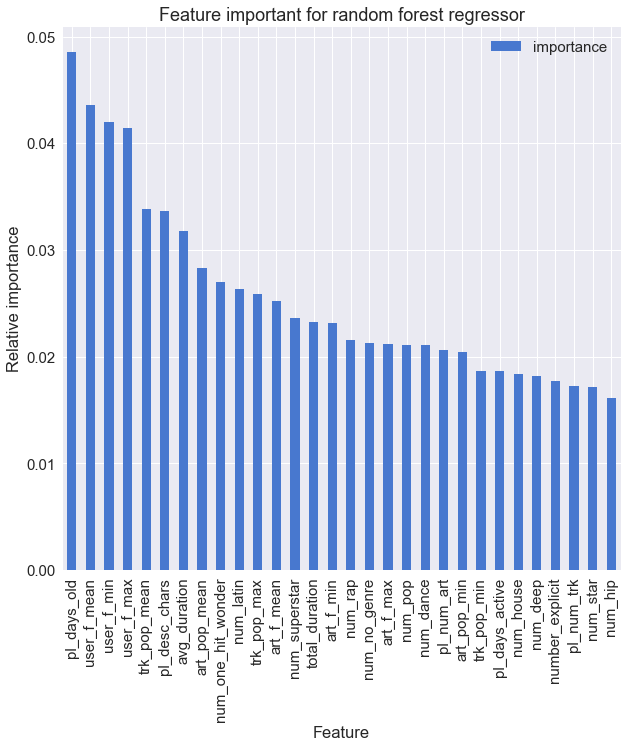 Feature important for random forest regressor
importance
Relative importance
0.05
0.04
0.03
0.02
0.01
0.00
pl_days_old
user_f_mean
user_f_min
user_f_max
trk_pop_mean
pl_desc_chars
avg_duration
art_pop_mean
num_one_hit_wonder
num_latin
trk_pop_max
art_f_mean
num_superstar
total_duration
art_f_min
num_rap
num_no_genre
art_f_max
num_pop
num_dance
pl_num_art
art_pop_min
trk_pop_min
pl_days_active
num_house
num_deep
number_explicit
pl_num_trk
num_star
num_hip
Feature